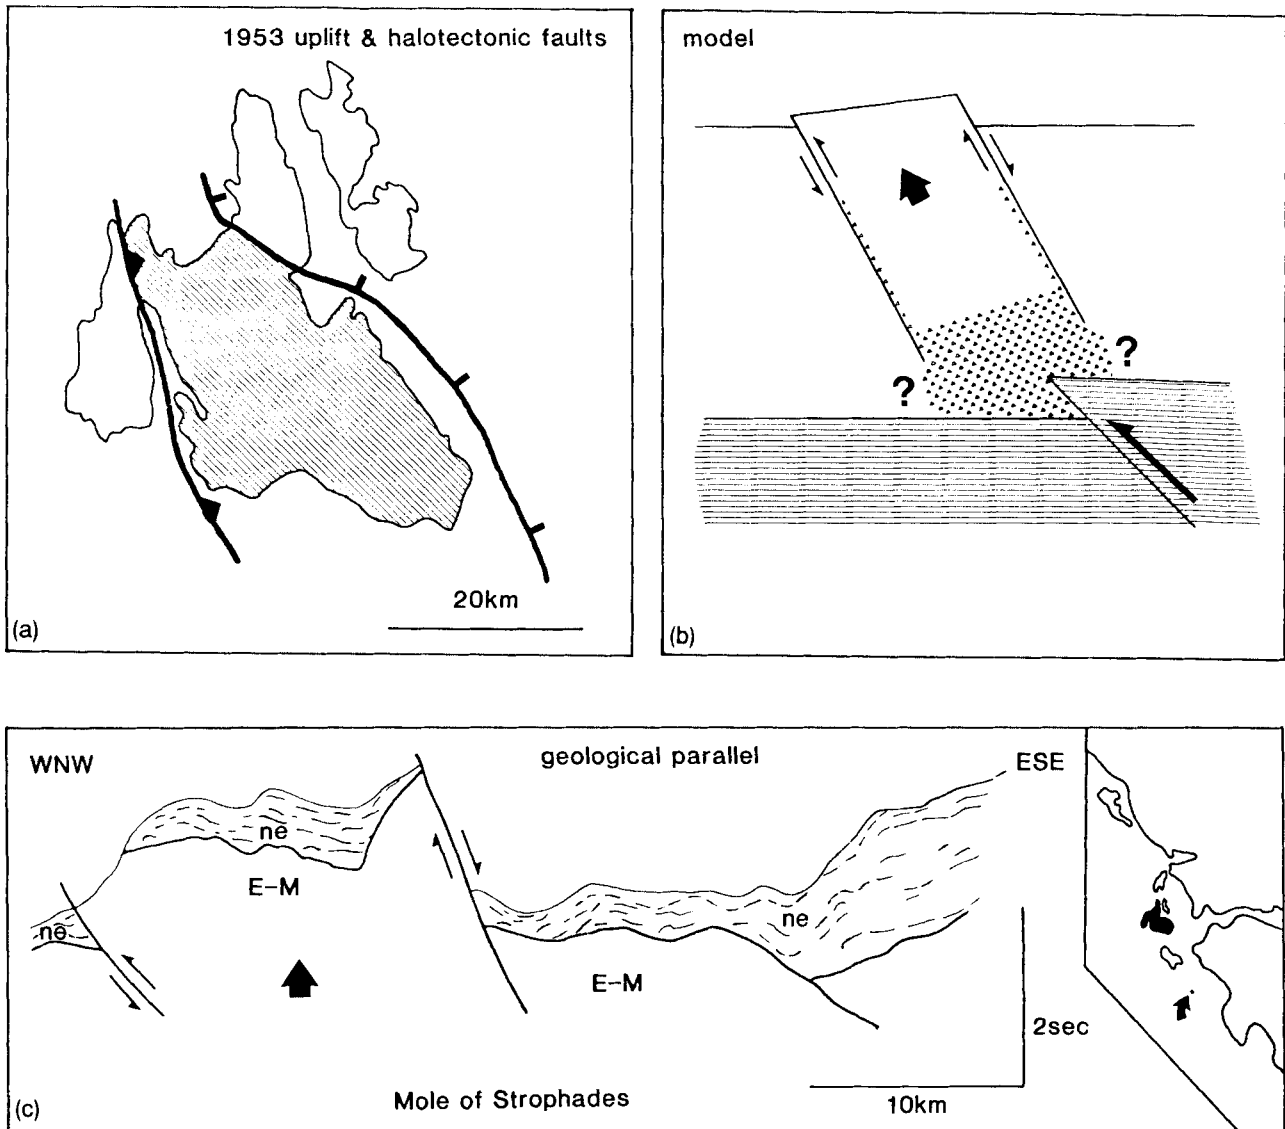 1953 uplift & halotectonic faults
20km
(a)
model
?
?
(b)
WNW
geological parallel
ESE
ne
E-M
ne
ne
E-M
2sec
Mole of Strophades
10km
(c)